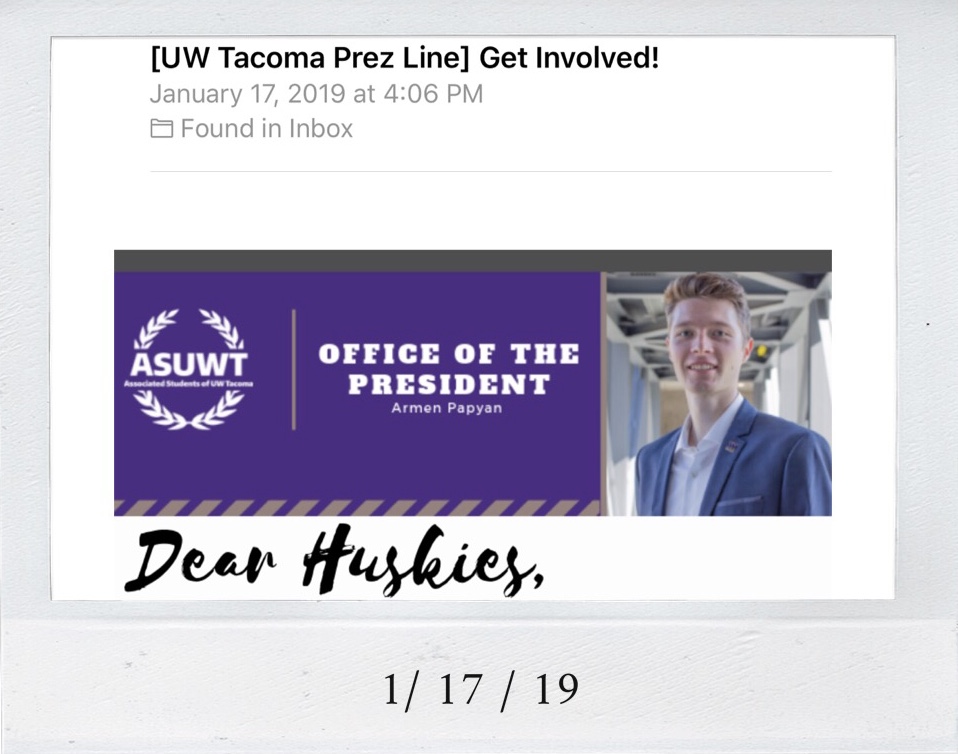 [UW Tacoma Prez Line] Get Involved!
January 17, 2019 at 4:06 PM
Found in Inbox
ASUWT
Associated Students of UW Tacoma
OFFICE OF THE
PRESIDENT
Armen Papyan
Dear Huskies,
1/ 17 / 19